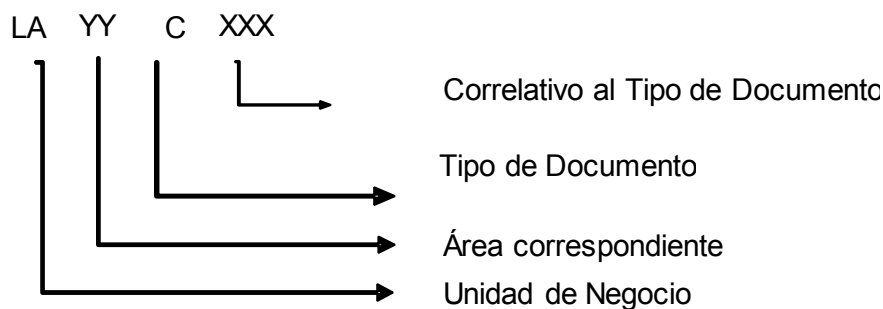 LA YY C XXX
Correlativo al Tipo de Documento
Tipo de Documento
Área correspondiente
Unidad de Negocio